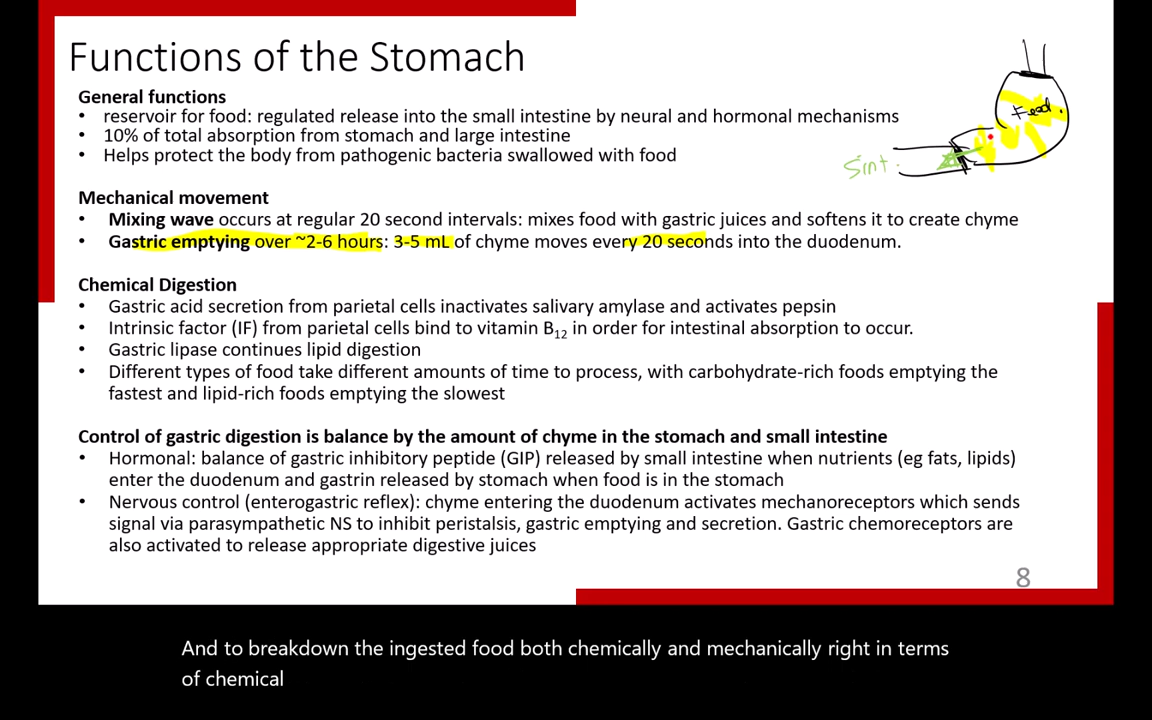 Functions of the Stomach
General functions
• reservoir for food: regulated release into the small intestine by neural and hormonal mechanisms
• 10% of total absorption from stomach and large intestine
• Helps protect the body from pathogenic bacteria swallowed with food
Food.
Sint.
Mechanical movement
• Mixing wave occurs at regular 20 second intervals: mixes food with gastric juices and softens it to create chyme
• Gastric emptying over ~2-6 hours: 3-5 mL of chyme moves every 20 seconds into the duodenum.
Chemical Digestion
• Gastric acid secretion from parietal cells inactivates salivary amylase and activates pepsin
• Intrinsic factor (IF) from parietal cells bind to vitamin B12 in order for intestinal absorption to occur.
• Gastric lipase continues lipid digestion
• Different types of food take different amounts of time to process, with carbohydrate-rich foods emptying the
fastest and lipid-rich foods emptying the slowest
Control of gastric digestion is balance by the amount of chyme in the stomach and small intestine
• Hormonal: balance of gastric inhibitory peptide (GIP) released by small intestine when nutrients (eg fats, lipids)
enter the duodenum and gastrin released by stomach when food is in the stomach
• Nervous control (enterogastric reflex): chyme entering the duodenum activates mechanoreceptors which sends
signal via parasympathetic NS to inhibit peristalsis, gastric emptying and secretion. Gastric chemoreceptors are
also activated to release appropriate digestive juices
8
And to breakdown the ingested food both chemically and mechanically right in terms
of chemical